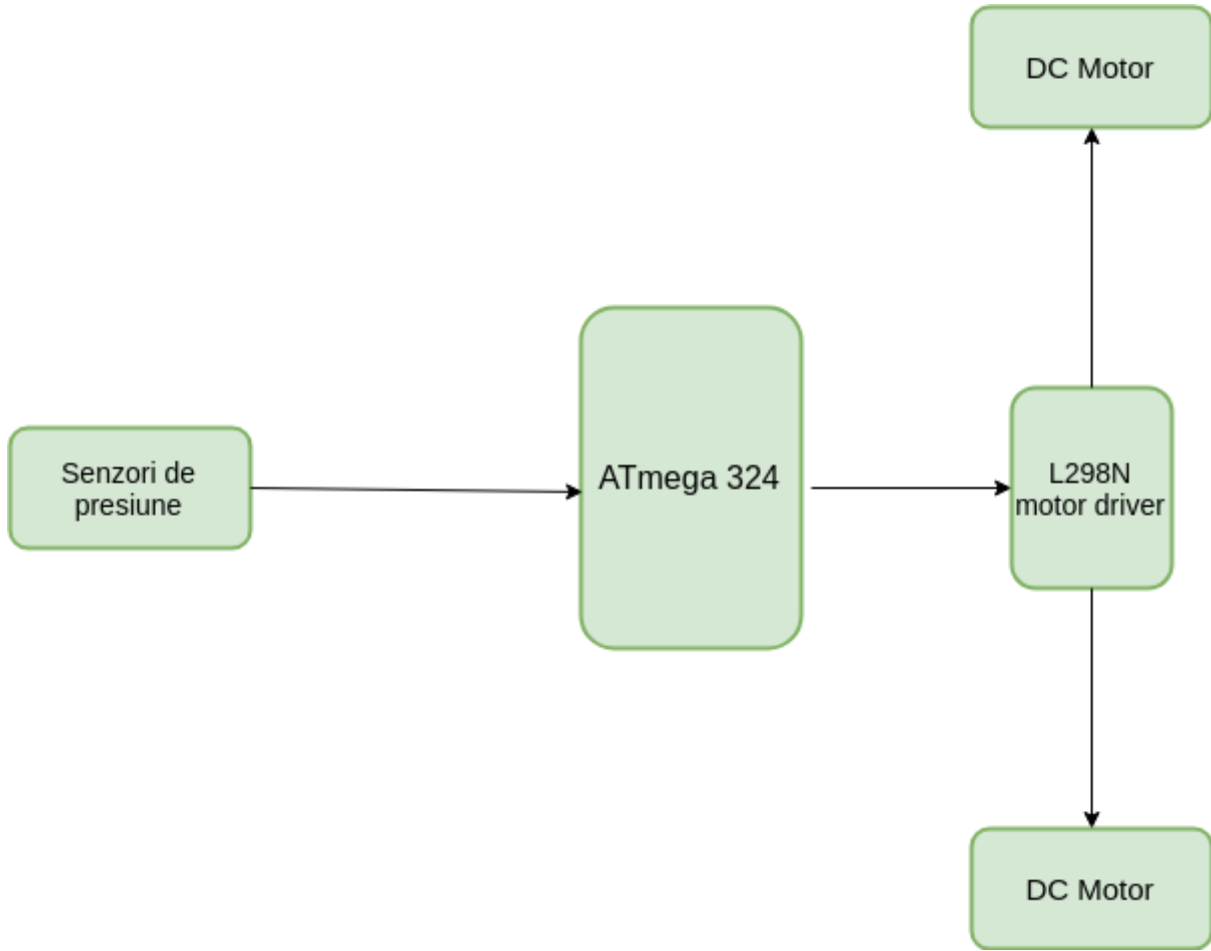 DC Motor
Senzori de
presiune
ATmega 324
L298N
motor driver
DC Motor